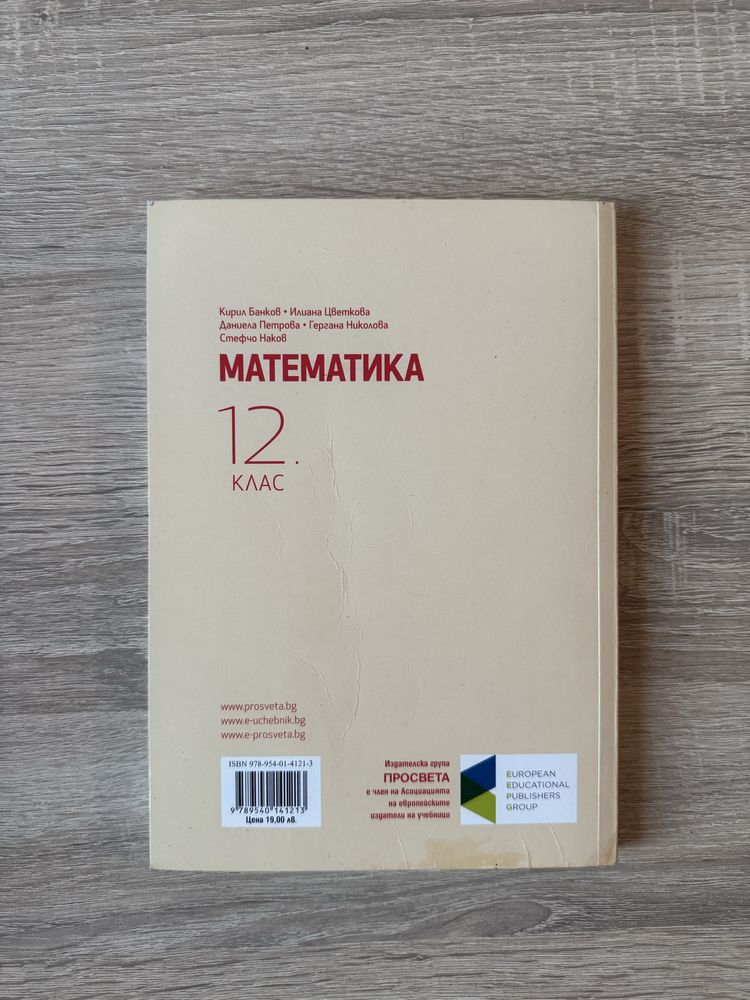 Кирил Банков • Илиана Цветкова
Даниела Петрова • Гергана Николова
Стефчо Наков
МАТЕМАТИКА
12.
КЛАС
www.prosveta.bg
www.e-uchebnik.bg
www.e-prosveta.bg
ISBN 978-954-01-4121-3
9 789540 141213
Цена 19,00 лв.
Издателска група
ПРОСВЕТА
е член на Асоциацията
на европейските
издатели на учебници
EUROPEAN
EDUCATIONAL
PUBLISHERS
GROUP